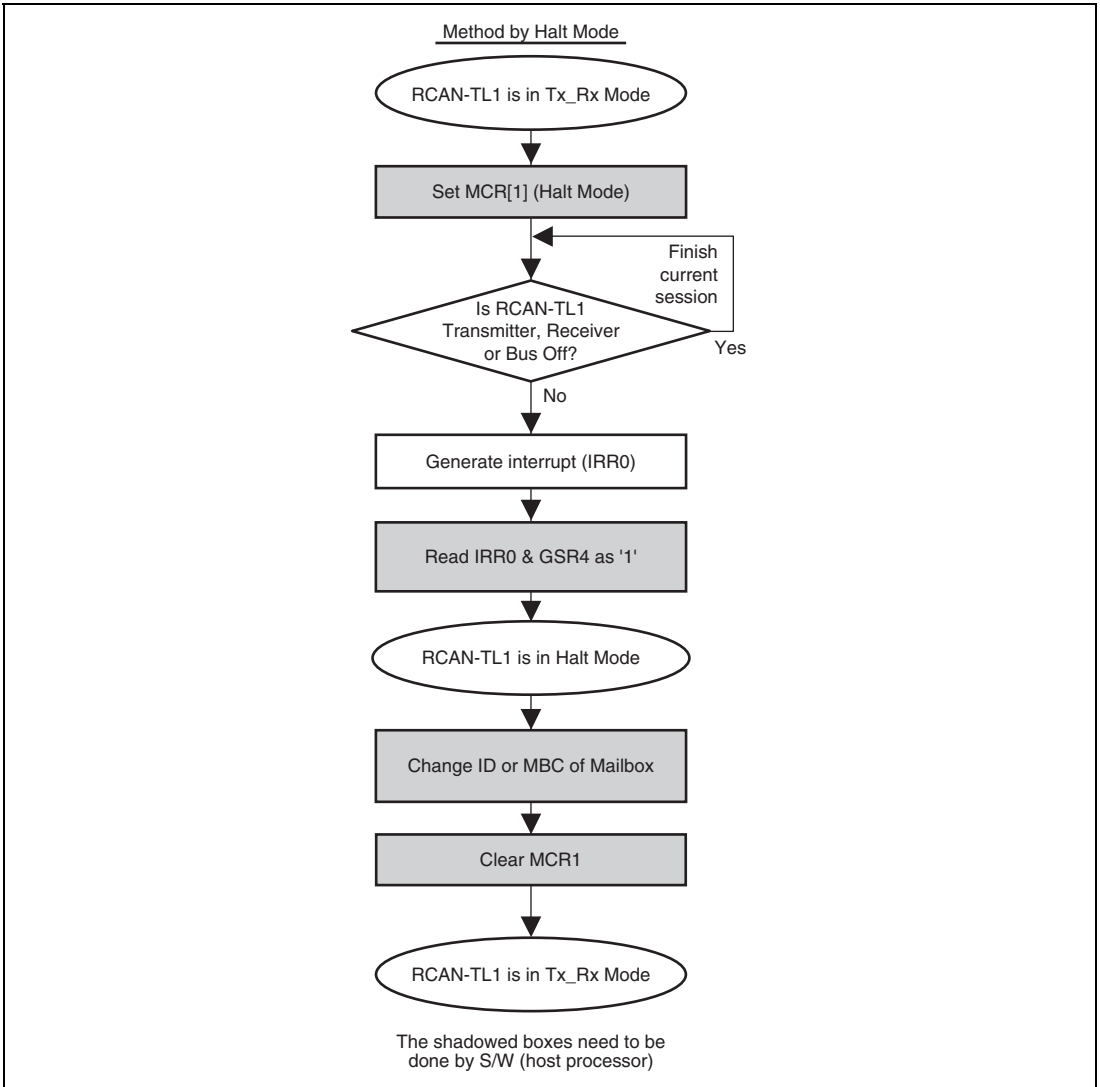 Method by Halt Mode
RCAN-TL1 is in Tx_Rx Mode
Set MCR[1] (Halt Mode)
Finish
current
session
Is RCAN-TL1
Transmitter, Receiver
or Bus Off?
Yes
No
Generate interrupt (IRR0)
Read IRR0 & GSR4 as '1'
RCAN-TL1 is in Halt Mode
Change ID or MBC of Mailbox
Clear MCR1
RCAN-TL1 is in Tx_Rx Mode
The shadowed boxes need to be
done by S/W (host processor)